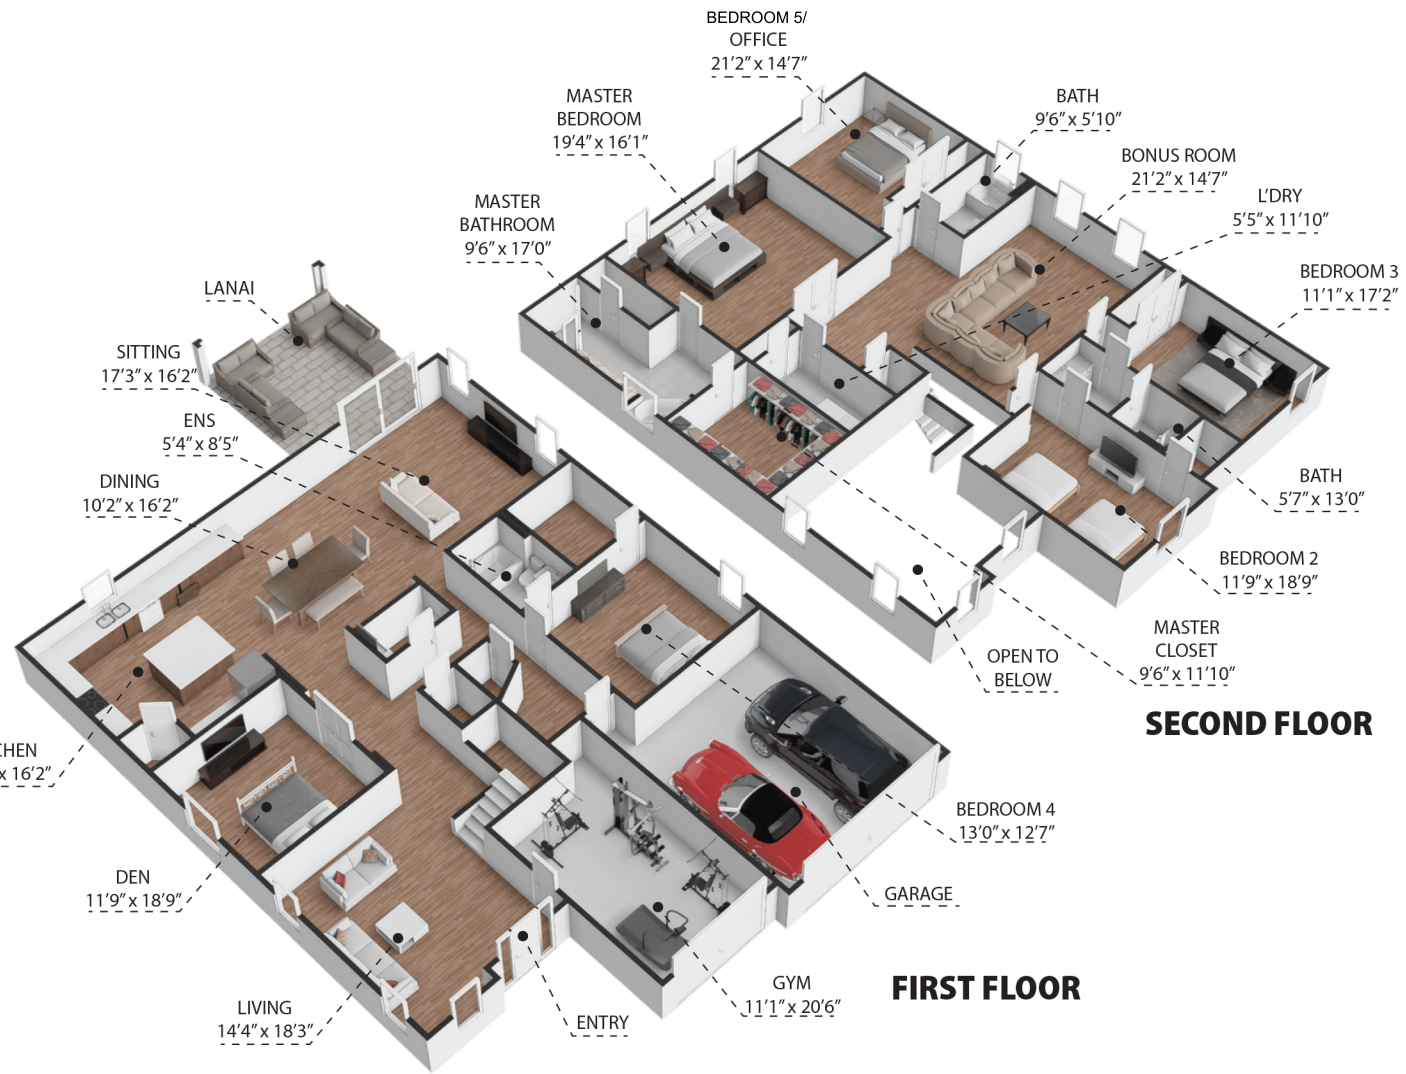 BEDROOM 5/
OFFICE
21'2" x 14'7"
MASTER
BEDROOM
19'4" x 16'1"
BATH
9'6" x 5'10"
BONUS ROOM
21'2" x 14'7"
L'DRY
5'5" x 11'10"
MASTER
BATHROOM
9'6" x 17'0"
BEDROOM 3
11'1" x 17'2"
LANAI
SITTING
17'3" x 16'2"
ENS
5'4" x 8'5"
DINING
10'2" x 16'2"
BATH
5'7" x 13'0"
BEDROOM 2
11'9" x 18'9"
MASTER
CLOSET
9'6" x 11'10"
OPEN TO
BELOW
SECOND FLOOR
CHEN
x 16'2"
BEDROOM 4
13'0" x 12'7"
DEN
11'9" x 18'9"
GARAGE
GYM
11'1" x 20'6"
FIRST FLOOR
LIVING
14'4" x 18'3"
ENTRY